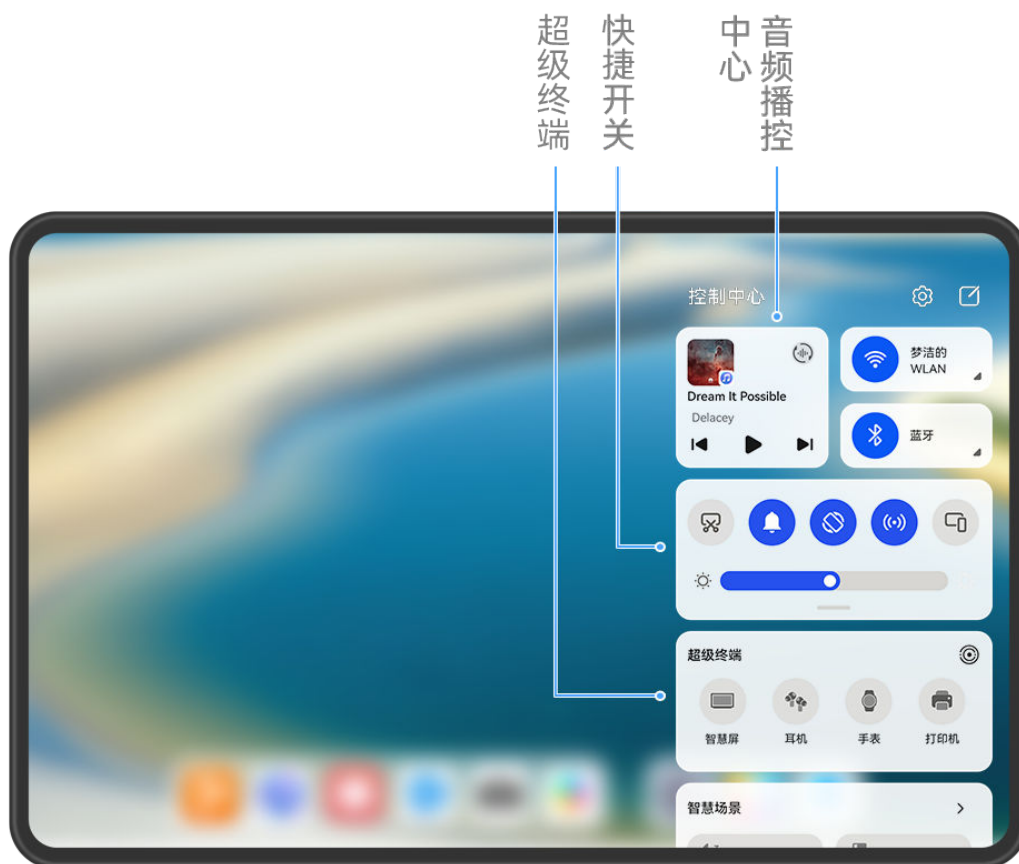 超级终端
快捷开关
音频播控
中心
控制中心
Dream It Possible
Delacey
梦洁的
WLAN
蓝牙
超级终端
智慧屏
耳机
手表
打印机
智慧场景